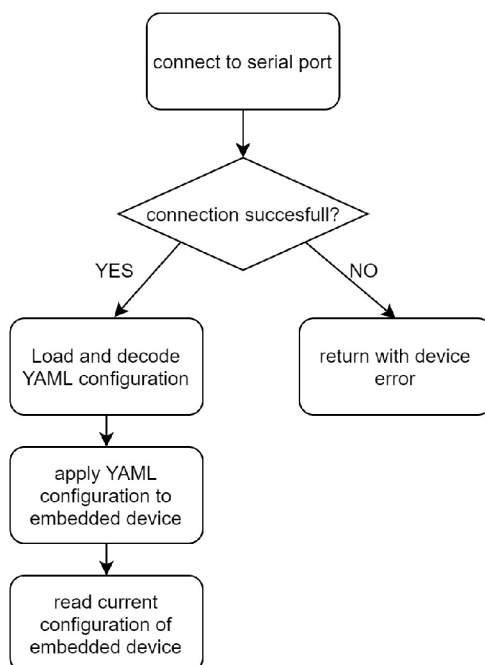 connect to serial port
connection succesfull?
YES
NO
Load and decode
YAML configuration
return with device
error
apply YAML
configuration to
embedded device
read current
configuration of
embedded device